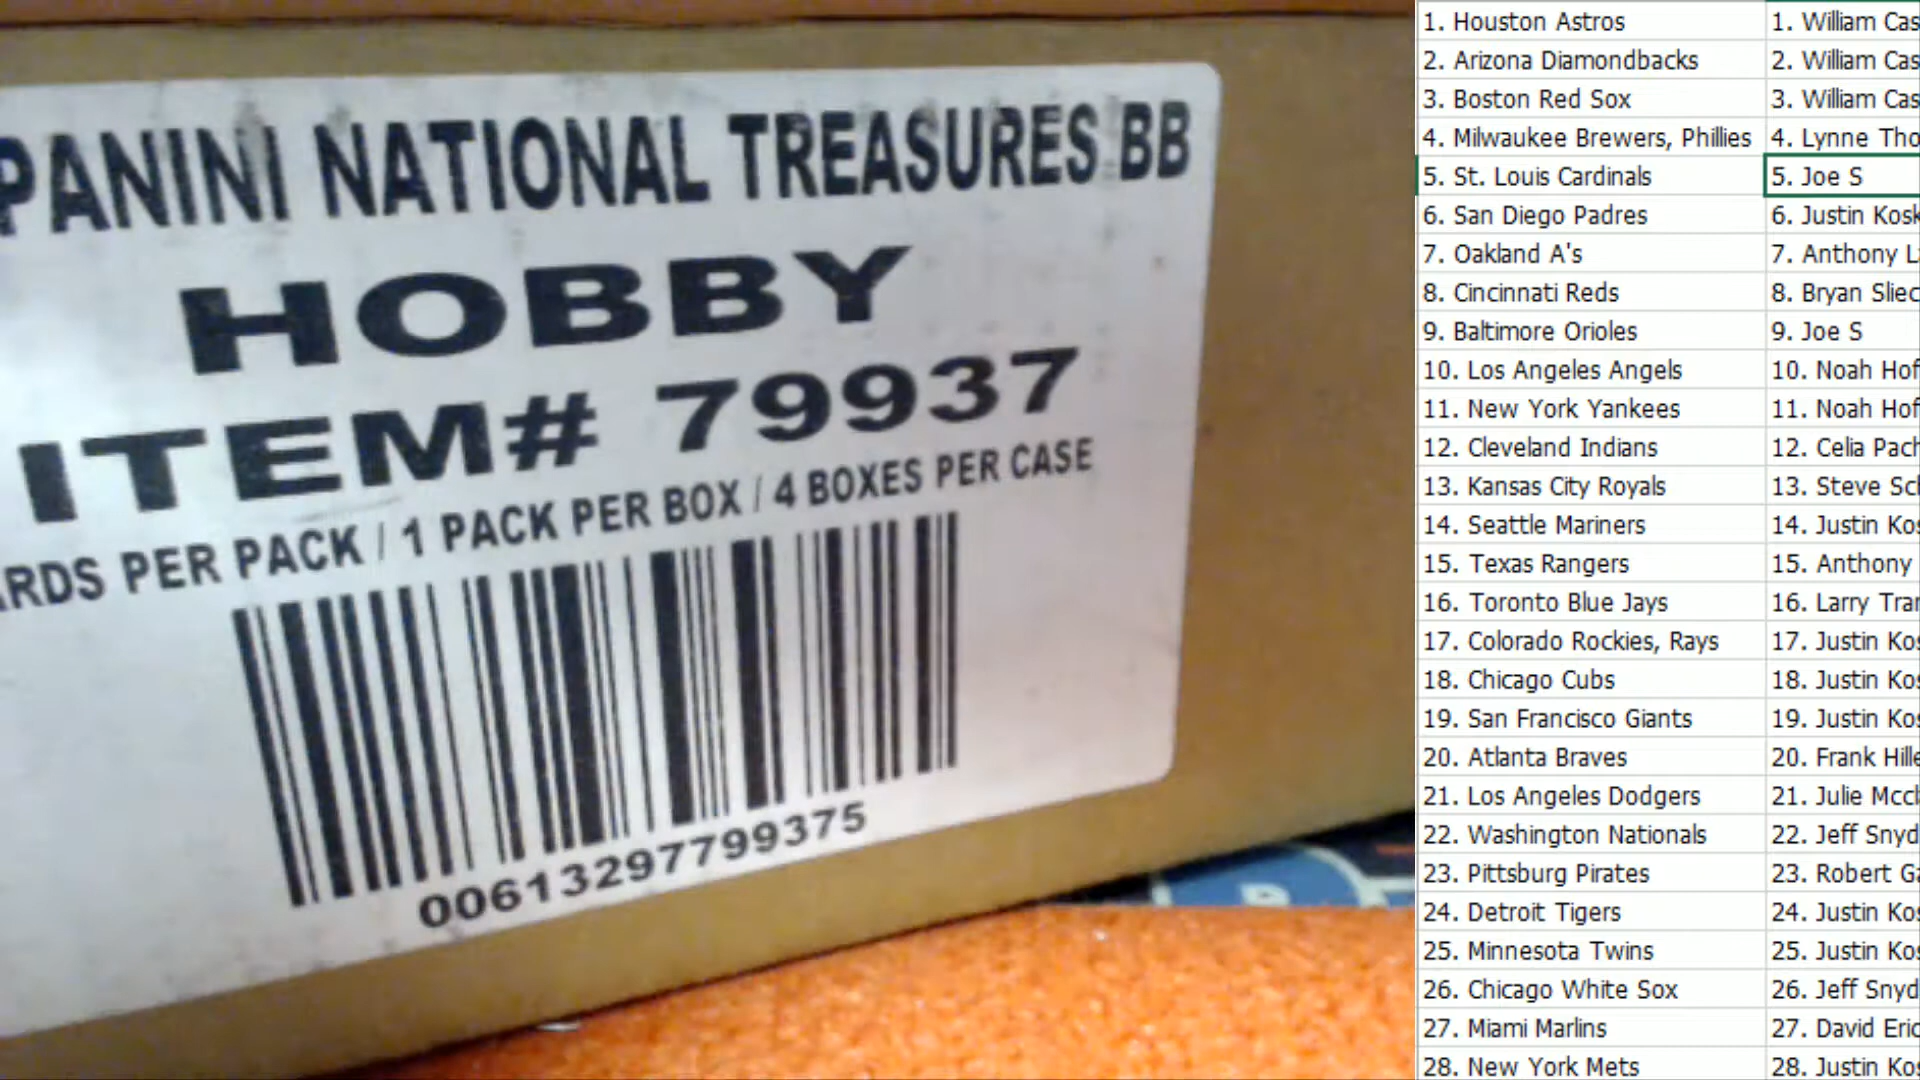 PANINI NATIONAL TREASURES BB
HOBBY
ITEM# 79937
PER PACK / 1 PACK PER BOX / 4 BOXES PER CASE
00613297799375
1. Houston Astros 1. William
2. Arizona Diamondbacks 2. William
3. Boston Red Sox 3. William
4. Milwaukee Brewers, Phillies 4. Lynne
5. St. Louis Cardinals 5. Joe S
6. San Diego Padres 6. Justin
7. Oakland A's 7. Anthony
8. Cincinnati Reds 8. Bryan
9. Baltimore Orioles 9. Joe S
10. Los Angeles Angels 10. Noah
11. New York Yankees 11. Noah
12. Cleveland Indians 12. Celia
13. Kansas City Royals 13. Steve
14. Seattle Mariners 14. Justin
15. Texas Rangers 15. Anthony
16. Toronto Blue Jays 16. Larry
17. Colorado Rockies, Rays 17. Justin
18. Chicago Cubs 18. Justin
19. San Francisco Giants 19. Justin
20. Atlanta Braves 20. Frank
21. Los Angeles Dodgers 21. Julie
22. Washington Nationals 22. Jeff
23. Pittsburg Pirates 23. Robert
24. Detroit Tigers 24. Justin
25. Minnesota Twins 25. Justin
26. Chicago White Sox 26. Jeff
27. Miami Marlins 27. David
28. New York Mets 28. Justin